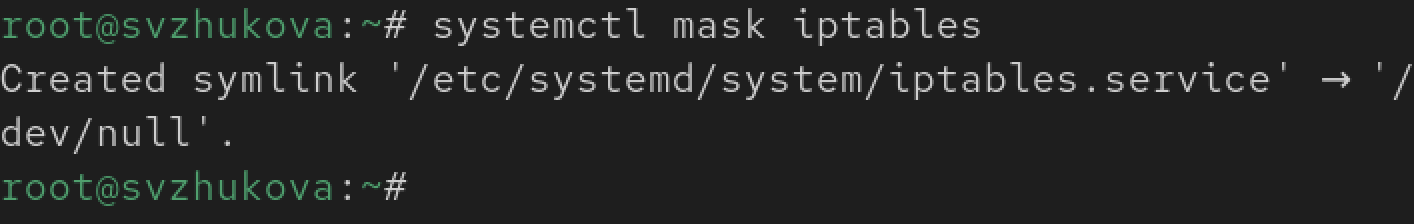 root@svzhukova:~# systemctl mask iptables
Created symlink '/etc/systemd/system/iptables.service' → '/
dev/null'.
root@svzhukova:~#